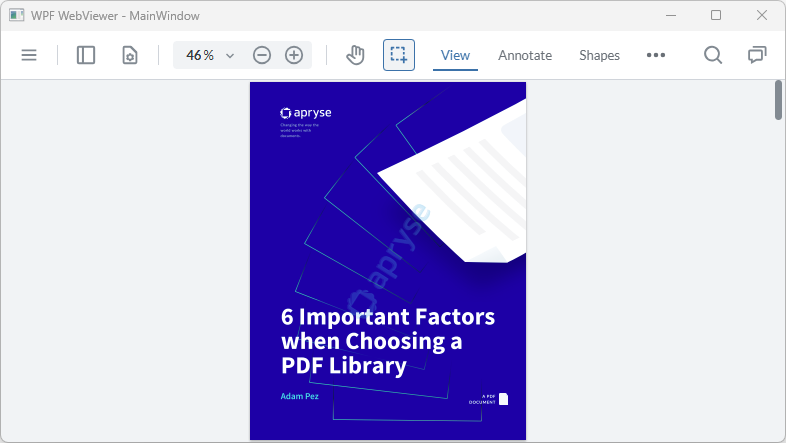 WPF WebViewer - MainWindow
46%
View
Annotate
Shapes
apryse
Changing the way the
world works with
documents.
apryse
6 Important Factors
when Choosing a
PDF Library
Adam Pez
A PDF
DOCUMENT